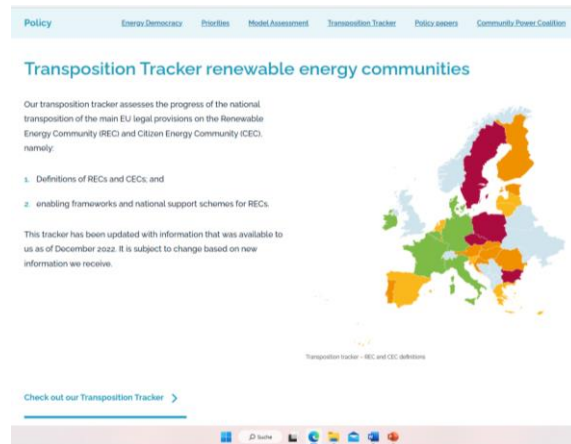 Policy
Energy Democracy Priorities Model Assessment Transposition Tracker Policy papers Community Power Coalition
Transposition Tracker renewable energy communities
Our transposition tracker assesses the progress of the national
transposition of the main EU legal provisions on the Renewable
Energy Community (REC) and Citizen Energy Community (CEC),
namely:
1. Definitions of RECs and CECs; and
2. enabling frameworks and national support schemes for RECs.
This tracker has been updated with information that was available to
us as of December 2022. It is subject to change based on new
information we receive.
Transposition tracker – REC and CEC definitions
Check out our Transposition Tracker
Suche